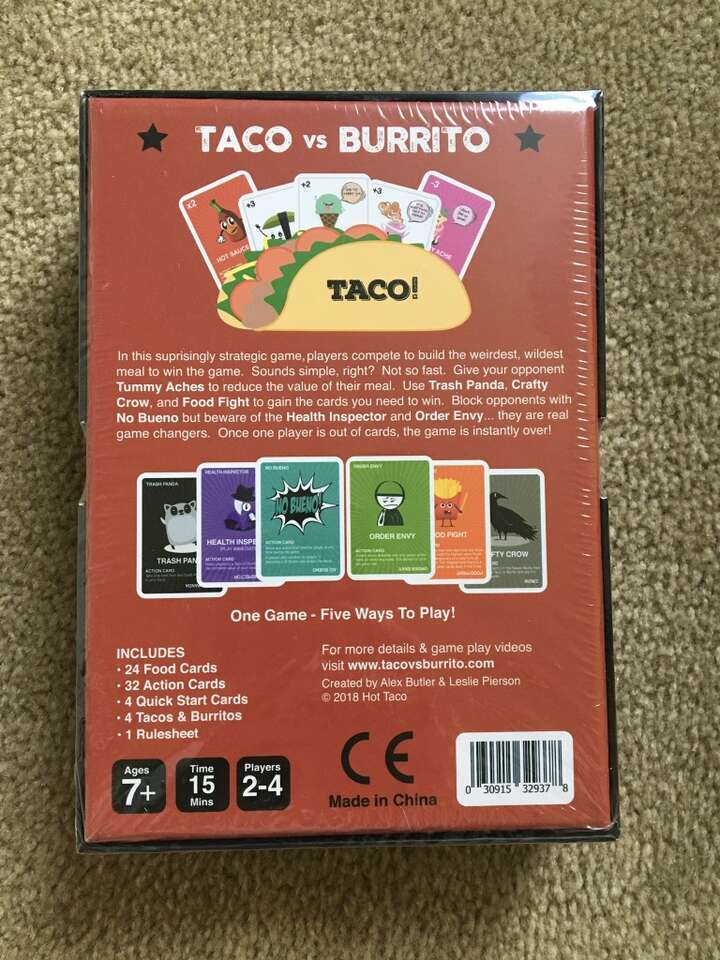 TACO vs BURRITO
x2
+3
+2
+3
-3
HOT SAUCE
ACHE
TACO!
In this suprisingly strategic game, players compete to build the weirdest, wildest
meal to win the game. Sounds simple, right? Not so fast. Give your opponent
Tummy Aches to reduce the value of their meal. Use Trash Panda, Crafty
Crow, and Food Fight to gain the cards you need to win. Block opponents with
No Bueno but beware of the Health Inspector and Order Envy... they are real
game changers. Once one player is out of cards, the game is instantly over!
TRASH PANDA
HEALTH INSPECTOR
NO BUENO
ORDER ENVY
NO BUENO!
HEALTH INSPE
ORDER ENVY
OD FIGHT
TRASH PAN
FTY CROW
ACTION CARD
ACTION CARD
ACTION CARD
ACTION CARD
One Game - Five Ways To Play!
INCLUDES
· 24 Food Cards
· 32 Action Cards
· 4 Quick Start Cards
· 4 Tacos & Burritos
· 1 Rulesheet
For more details & game play videos
visit www.tacovsburrito.com
Created by Alex Butler & Leslie Pierson
© 2018 Hot Taco
Ages
7+
Time
15
Mins
Players
2-4
CE
Made in China
0 30915 32937 8